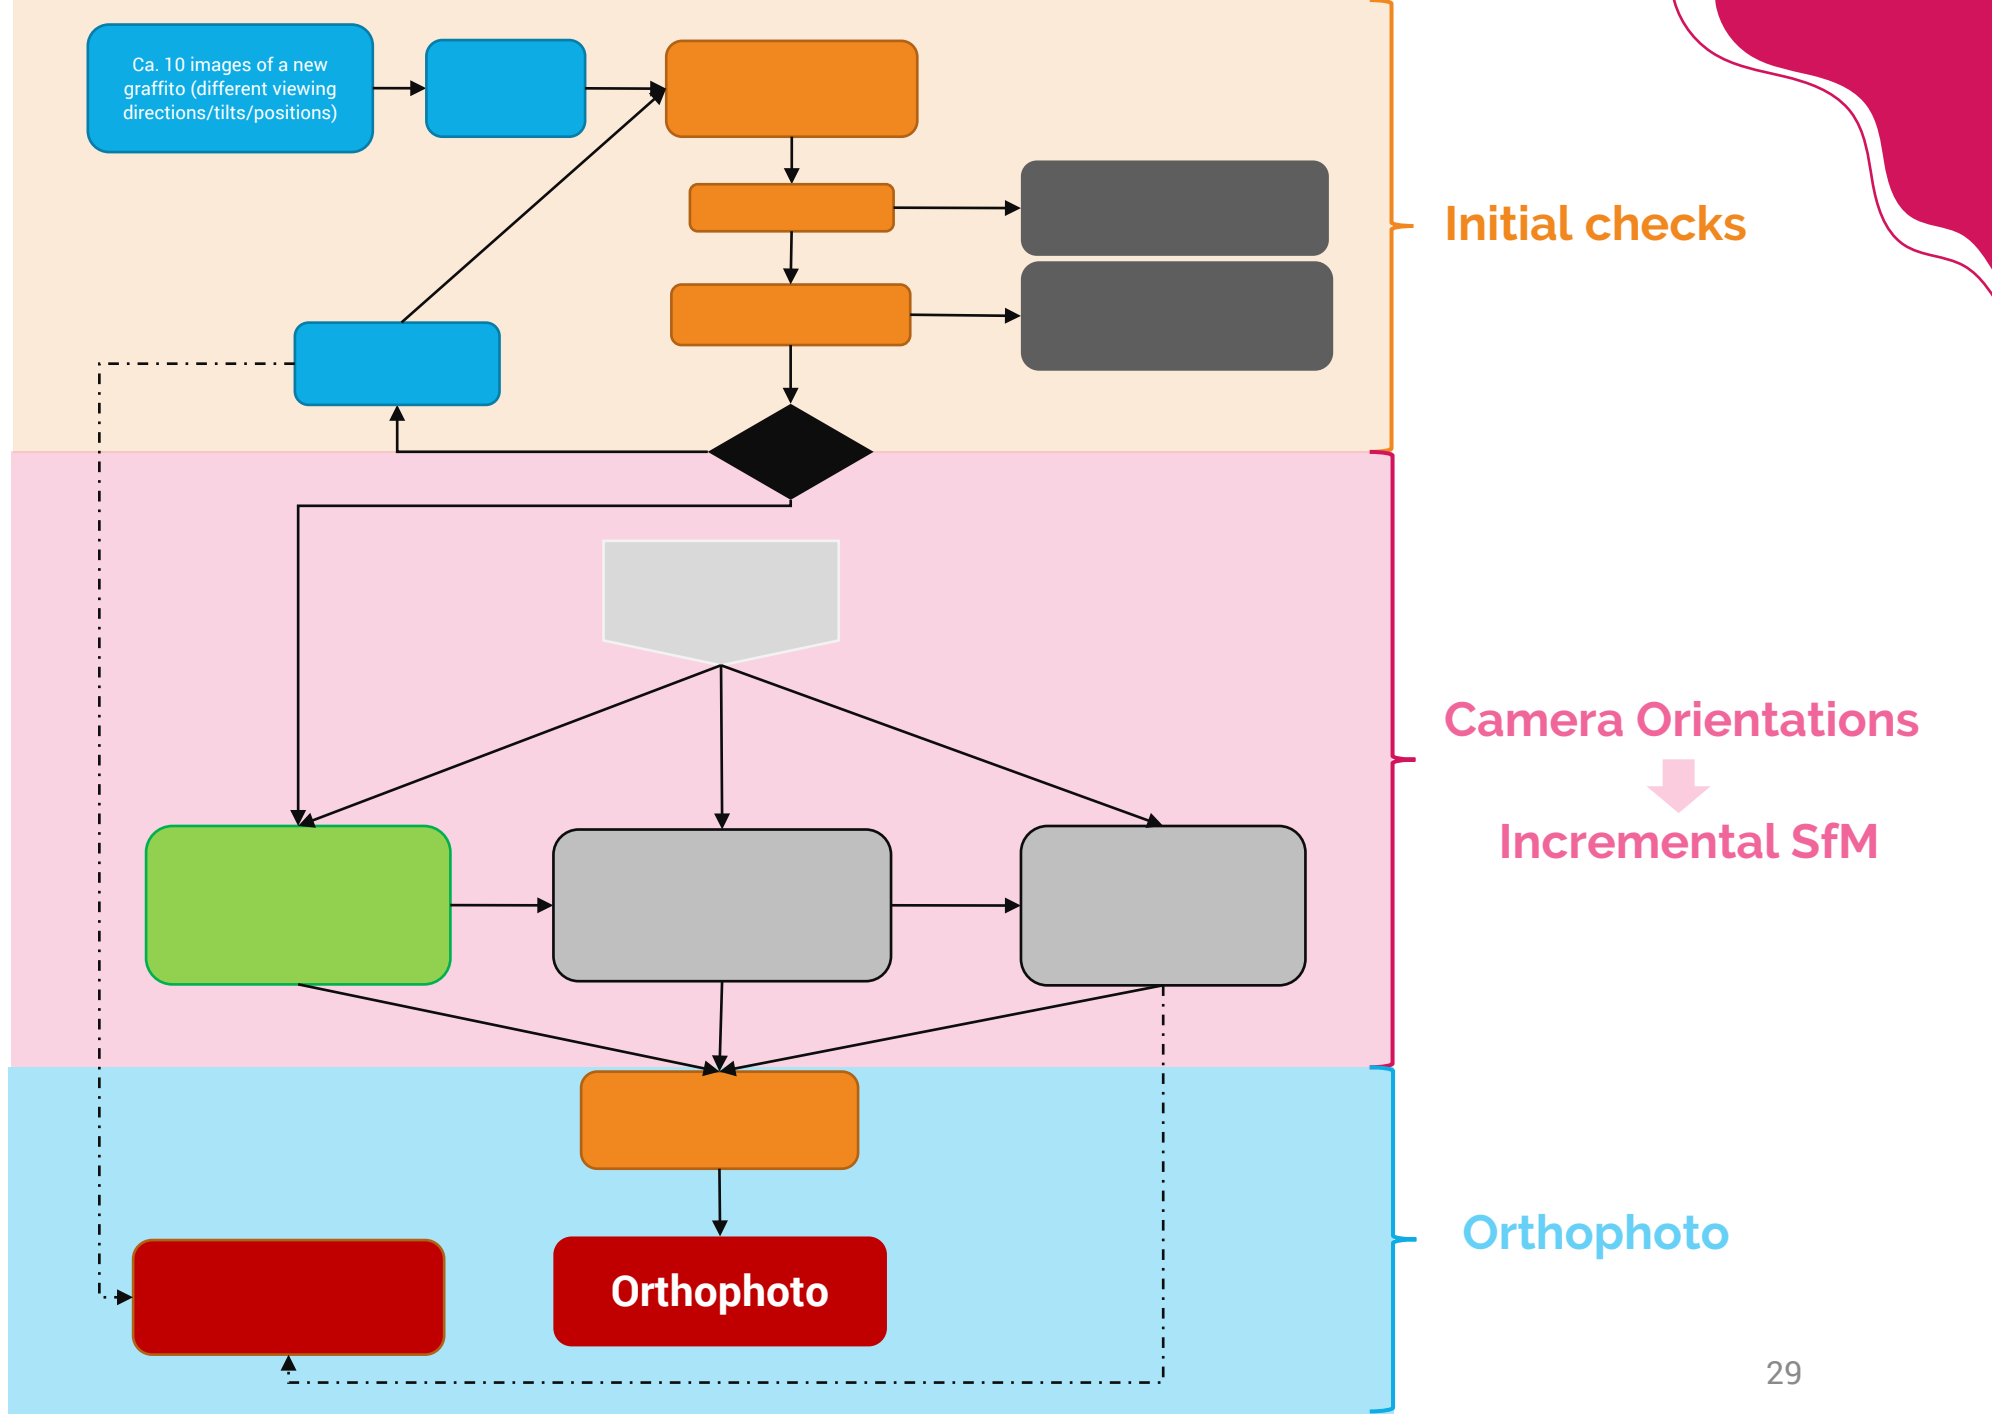 Ca. 10 images of a new
graffito (different viewing
directions/tilts/positions)
Initial checks
Camera Orientations
Incremental SfM
Orthophoto
Orthophoto
29